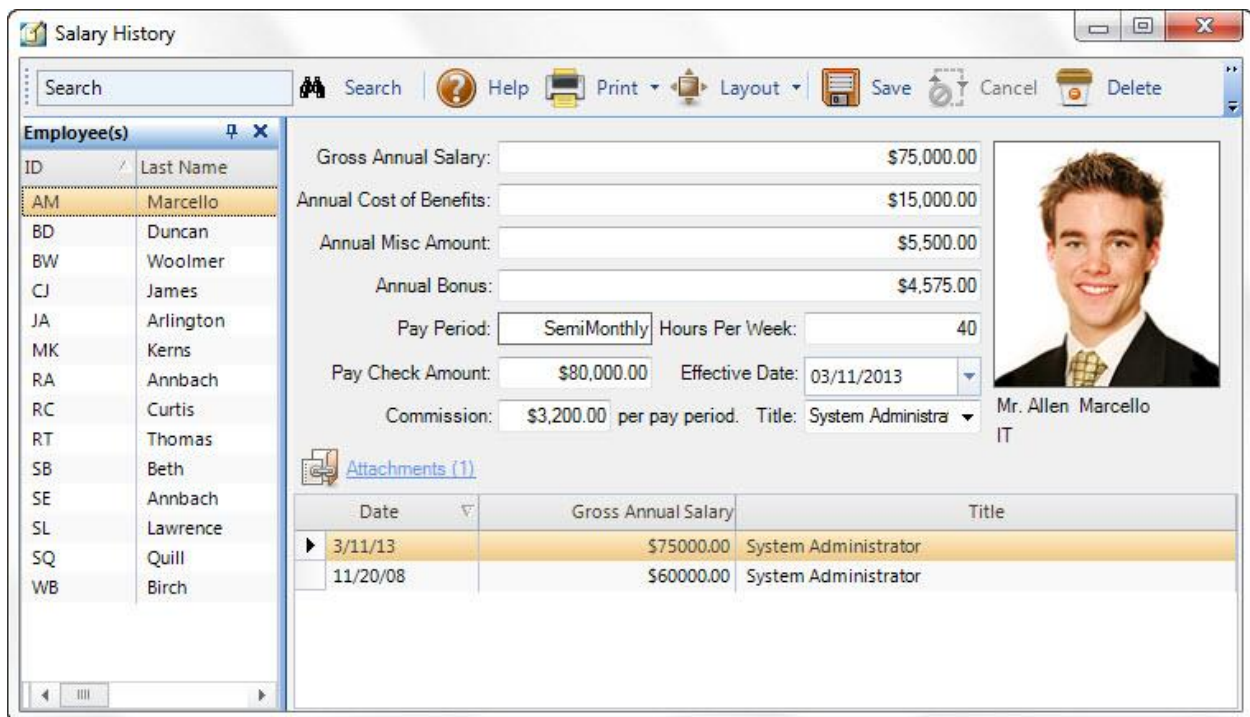 Salary History
Search Search Help Print Layout Save Cancel Delete
Employee(s)
ID Last Name
AM Marcello
BD Duncan
BW Woolmer
CJ James
JA Arlington
MK Kerns
RA Annbach
RC Curtis
RT Thomas
SB Beth
SE Annbach
SL Lawrence
SQ Quill
WB Birch
Gross Annual Salary: $75,000.00
Annual Cost of Benefits: $15,000.00
Annual Misc Amount: $5,500.00
Annual Bonus: $4,575.00
Pay Period: SemiMonthly Hours Per Week: 40
Pay Check Amount: $80,000.00 Effective Date: 03/11/2013
Commission: $3,200.00 per pay period. Title: System Administra
Mr. Allen Marcello
IT
Attachments (1)
Date Gross Annual Salary Title
3/11/13 $75000.00 System Administrator
11/20/08 $60000.00 System Administrator